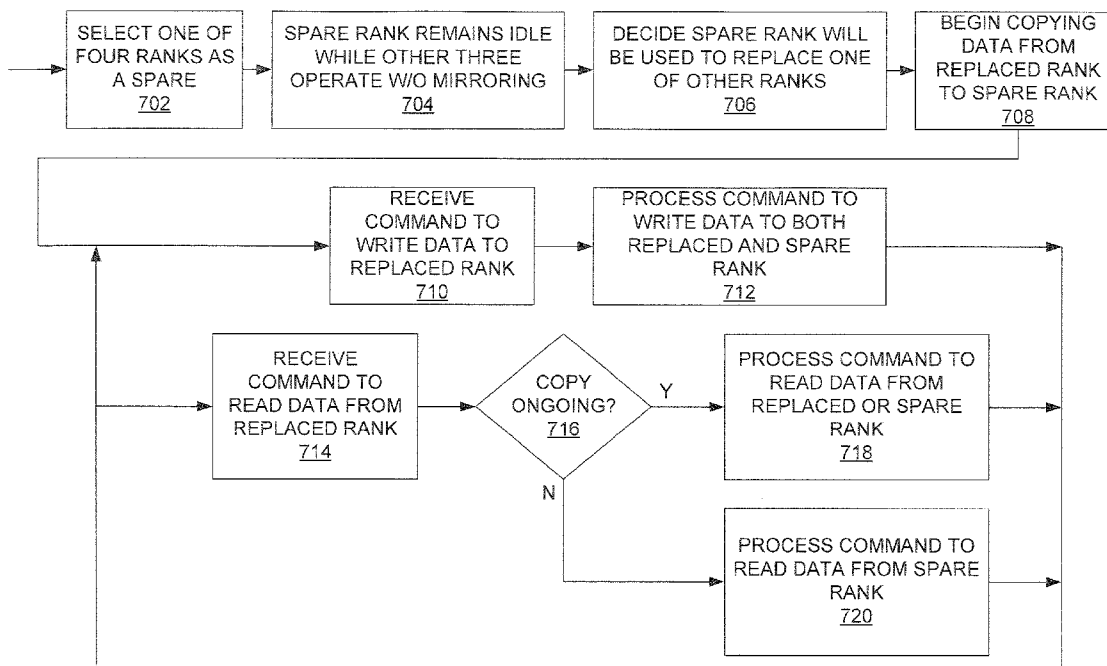 SELECT ONE OF
FOUR RANKS AS
A SPARE
702
SPARE RANK REMAINS IDLE
WHILE OTHER THREE
OPERATE W/O MIRRORING
704
DECIDE SPARE RANK WILL
BE USED TO REPLACE ONE
OF OTHER RANKS
706
BEGIN COPYING
DATA FROM
REPLACED RANK
TO SPARE RANK
708
RECEIVE
COMMAND TO
WRITE DATA TO
REPLACED RANK
710
PROCESS COMMAND TO
WRITE DATA TO BOTH
REPLACED AND SPARE
RANK
712
RECEIVE
COMMAND TO
READ DATA FROM
REPLACED RANK
714
COPY
ONGOING?
716
Y
N
PROCESS COMMAND TO
READ DATA FROM
REPLACED OR SPARE
RANK
718
PROCESS COMMAND TO
READ DATA FROM SPARE
RANK
720